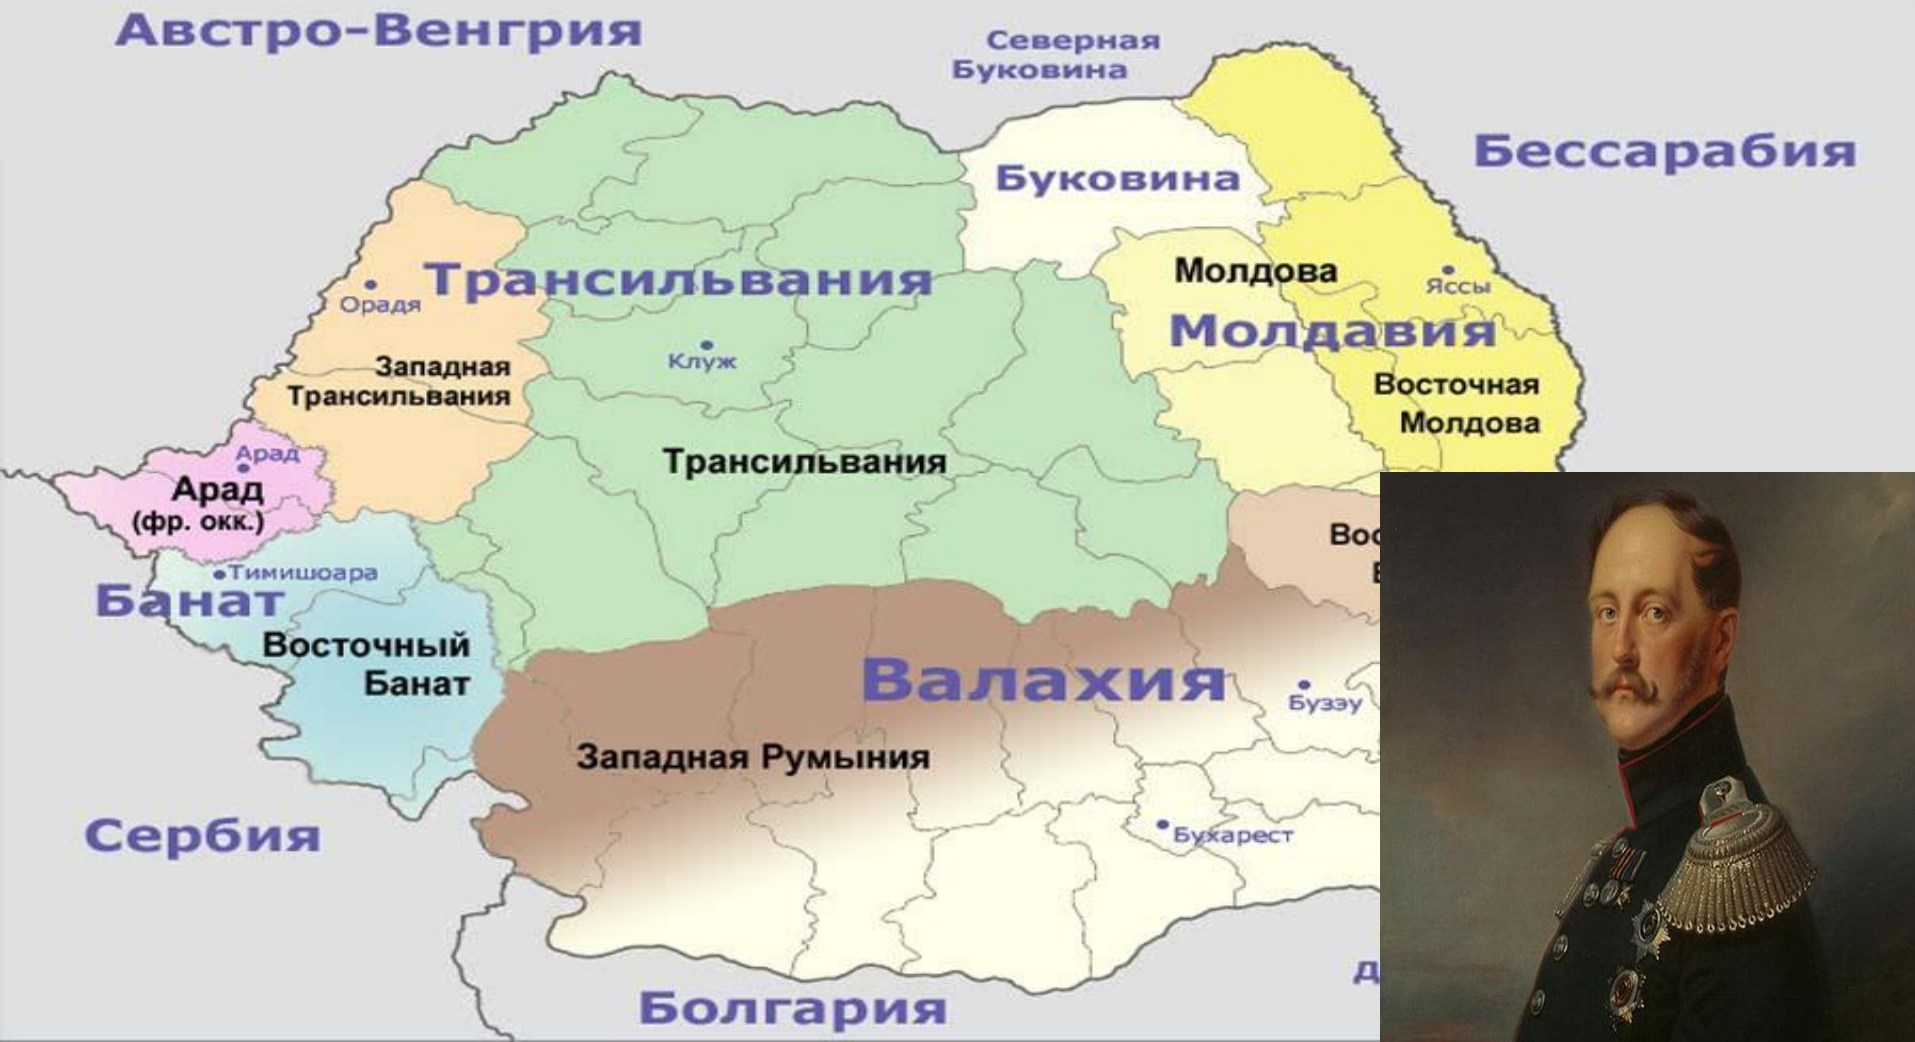 Австро-Венгрия
Северная
Буковина
Бессарабия
Буковина
Трансильвания
Орадя
Молдова
Яссы
Молдавия
Клуж
Западная
Трансильвания
Восточная
Молдова
Арад
Арад
(фр. окк.)
Трансильвания
Вос
Тимишоара
Банат
Восточный
Банат
Валахия
Бузэу
Западная Румыния
Сербия
Бухарест
Болгария